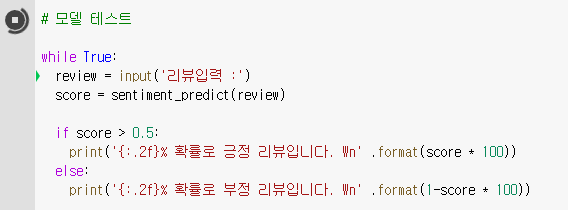 # 모델 테스트
while True:
review = input('리뷰입력 :')
score = sentiment_predict(review)
if score > 0.5:
print('{:.2f}% 확률로 긍정 리뷰입니다. ₩n' .format(score * 100))
else:
print('{:.2f}% 확률로 부정 리뷰입니다. ₩n' .format(1-score * 100))